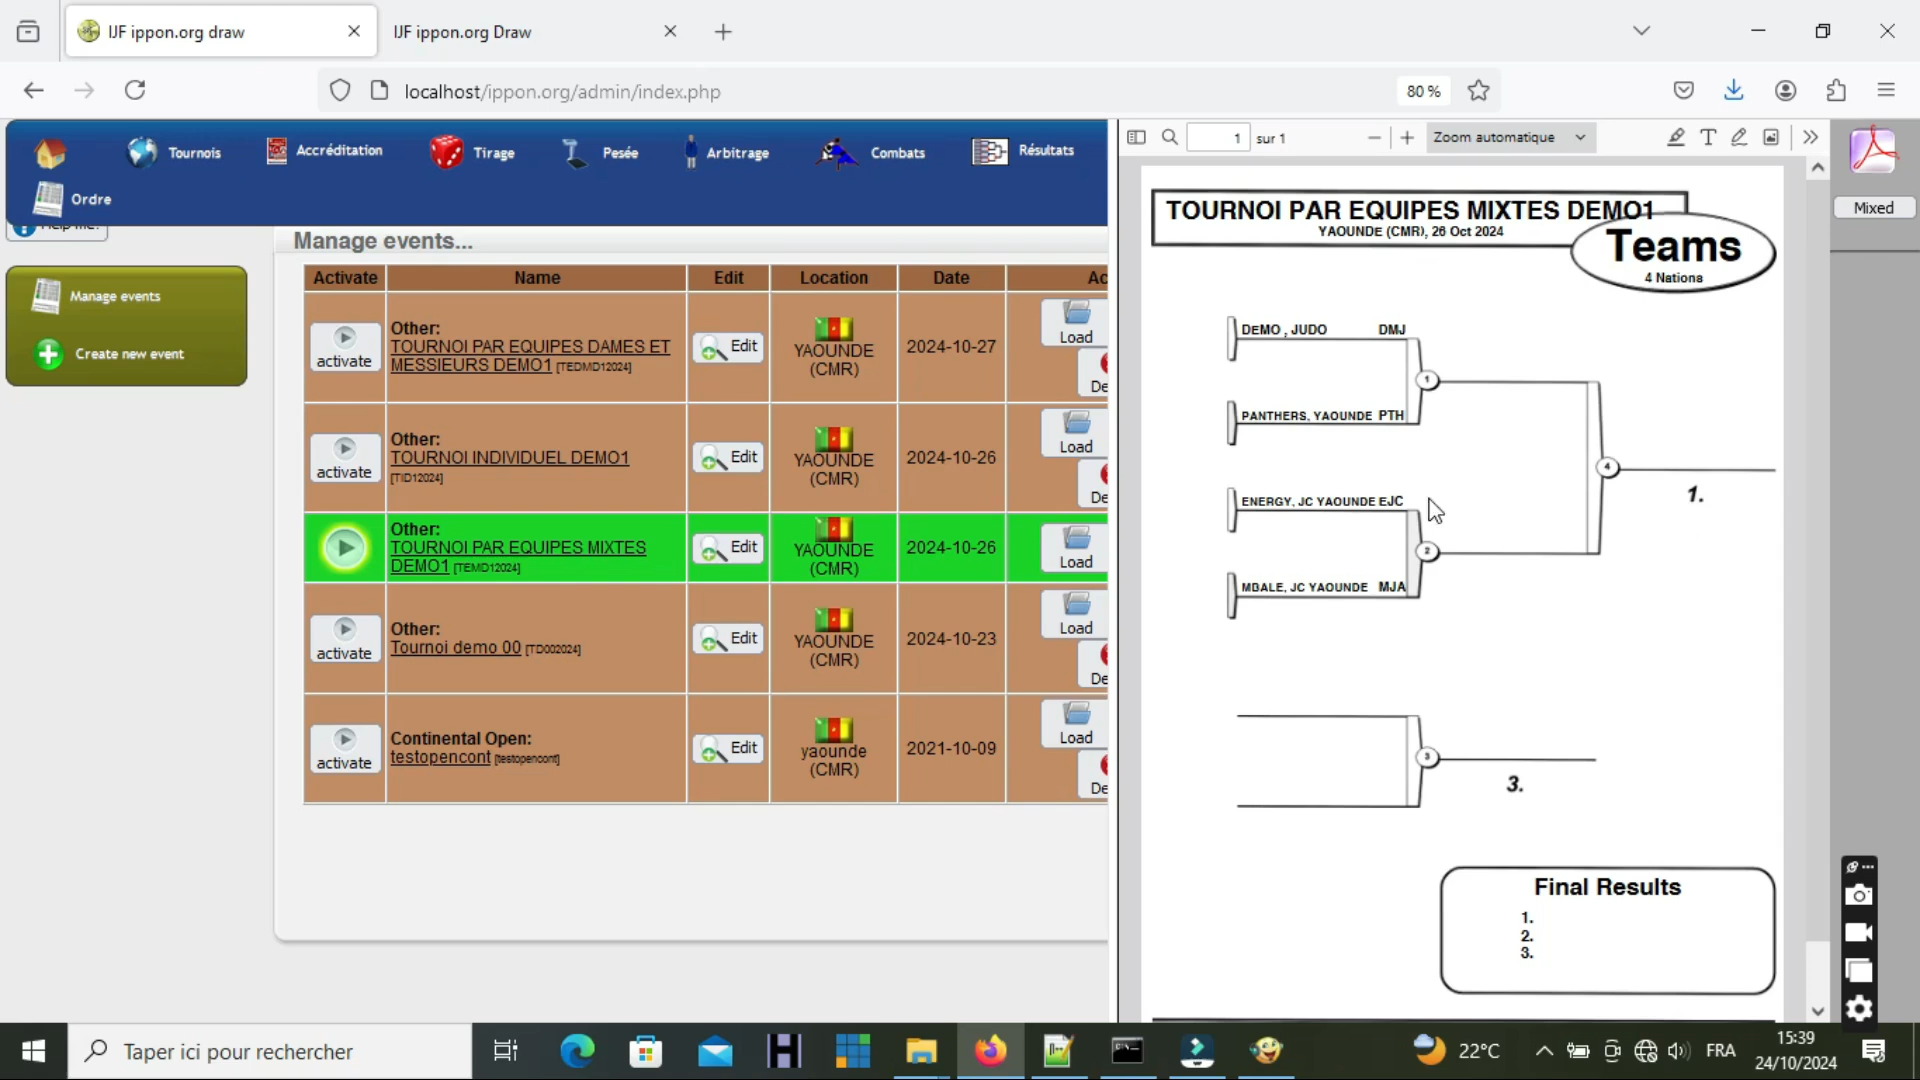 IJF ippon.org draw
IJF ippon.org Draw
localhost/ippon.org/admin/index.php
80 %
Tournois
Accréditation
Tirage
Pesée
Arbitrage
Combats
Résultats
Ordre
Manage events
Create new event
Manage events...
Activate Name Edit Location Date
activate
Other:
TOURNOI PAR EQUIPES DAMES ET
MESSIEURS DEMO1 [TEDMD12024]
Edit
YAOUNDE
(CMR)
2024-10-27
Load
activate
Other:
TOURNOI INDIVIDUEL DEMO1
[TID12024]
Edit
YAOUNDE
(CMR)
2024-10-26
Load
Other:
TOURNOI PAR EQUIPES MIXTES
DEMO1 [TEMD12024]
Edit
YAOUNDE
(CMR)
2024-10-26
Load
activate
Other:
Tournoi demo 00 [TD002024]
Edit
YAOUNDE
(CMR)
2024-10-23
Load
activate
Continental Open:
testopencont [testopencont]
Edit
yaounde
(CMR)
2021-10-09
Load
1 sur 1
Zoom automatique
Mixed
TOURNOI PAR EQUIPES MIXTES DEMO1
YAOUNDE (CMR), 26 Oct 2024
Teams
4 Nations
DEMO , JUDO DMJ
1
PANTHERS, YAOUNDE PTH
4
1.
ENERGY, JC YAOUNDE EJC
2
MBALE, JC YAOUNDE MJA
3
3.
Final Results
1.
2.
3.
Taper ici pour rechercher
22°C
FRA
15:39
24/10/2024